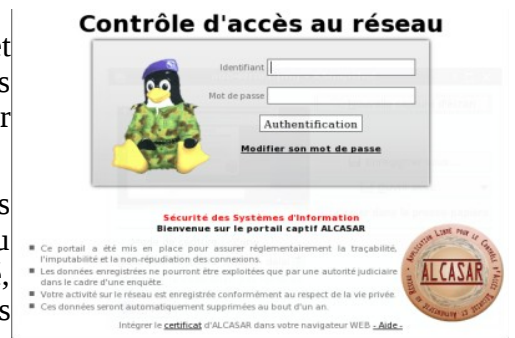 Contrôle d'accès au réseau
et
s
r
Identifiant
Mot de passe
Authentification
Modifier son mot de passe
s
u
,
s
Sécurité des Systèmes d'Information
Bienvenue sur le portail captif ALCASAR
Ce portail a été mis en place pour assurer réglementairement la traçabilité,
l'imputabilité et la non-répudiation des connexions.
Les données enregistrées ne pourront être exploitées que par une autorité judiciaire
dans le cadre d'une enquête.
Votre activité sur le réseau est enregistrée conformément au respect de la vie privée.
Ces données seront automatiquement supprimées au bout d'un an.
Intégrer le certificat d'ALCASAR dans votre navigateur WEB - Aide -
ALCASAR